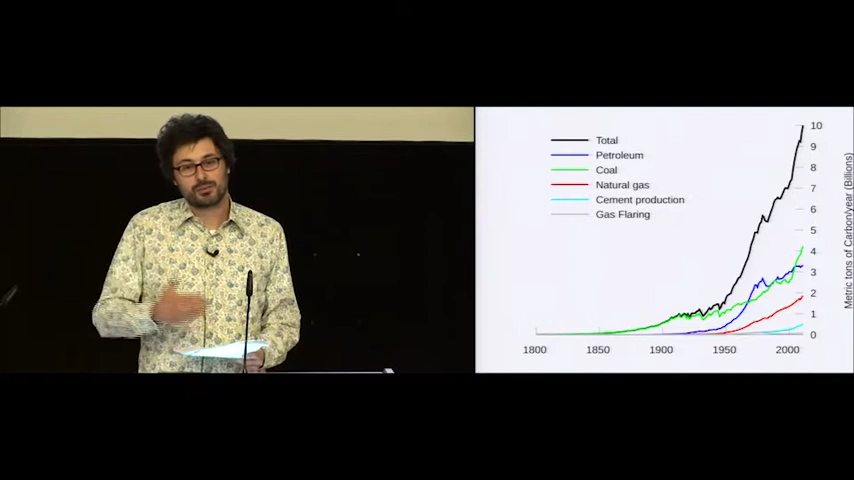 Total
Petroleum
Coal
Natural gas
Cement production
Gas Flaring
10
9
8
7
6
5
4
3
2
1
0
Metric tons of Carbon/year (Billions)
1800 1850 1900 1950 2000